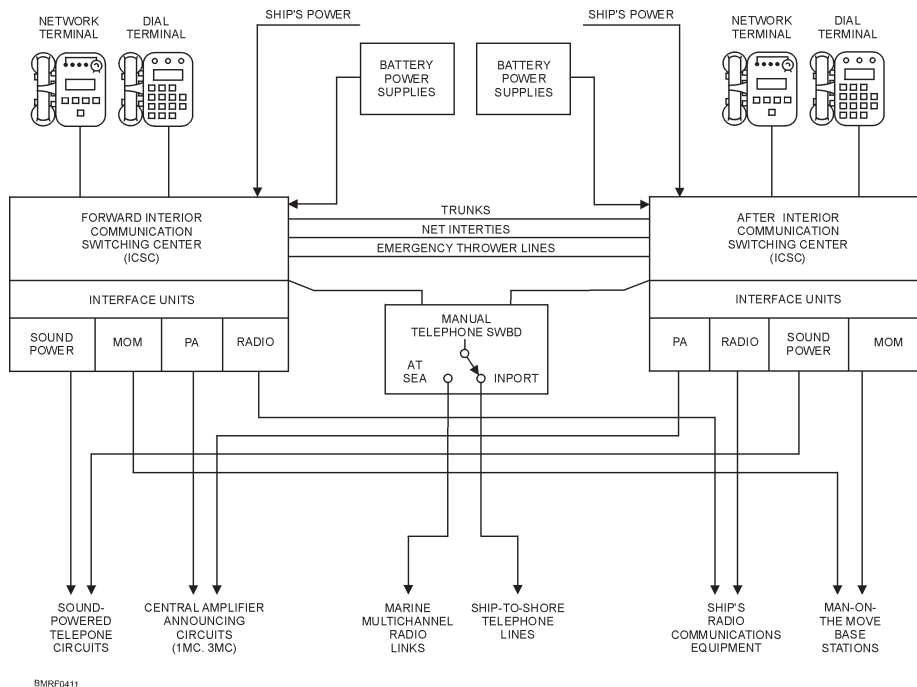 NETWORK
TERMINAL
DIAL
TERMINAL
SHIP'S POWER
BATTERY
POWER
SUPPLIES
BATTERY
POWER
SUPPLIES
SHIP'S POWER
NETWORK
TERMINAL
DIAL
TERMINAL
FORWARD INTERIOR
COMMUNICATION
SWITCHING CENTER
(ICSC)
TRUNKS
NET INTERTIES
EMERGENCY THROWER LINES
AFTER INTERIOR
COMMUNICATION
SWITCHING CENTER
(ICSC)
INTERFACE UNITS
SOUND
POWER
MOM
PA
RADIO
MANUAL
TELEPHONE SWBD
AT
SEA
INPORT
INTERFACE UNITS
PA
RADIO
SOUND
POWER
MOM
SOUND-
POWERED
TELEPONE
CIRCUITS
CENTRAL AMPLIFIER
ANNOUNCING
CIRCUITS
(1MC. 3MC)
MARINE
MULTICHANNEL
RADIO
LINKS
SHIP-TO-SHORE
TELEPHONE
LINES
SHIP'S
RADIO
COMMUNICATIONS
EQUIPMENT
MAN-ON-
THE MOVE
BASE
STATIONS
BMRF0411